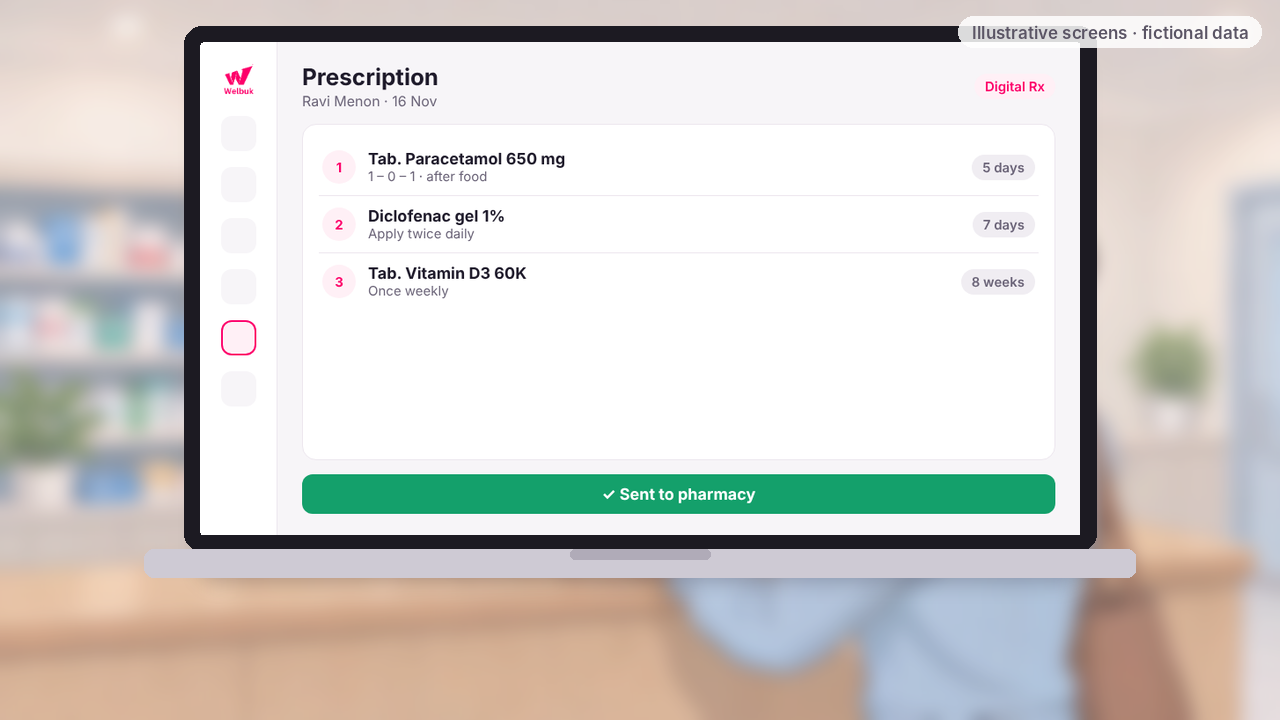 Illustrative screens · fictional data
Welbuk
Prescription
Ravi Menon · 16 Nov
Digital Rx
1
Tab. Paracetamol 650 mg
1 – 0 – 1 · after food
5 days
2
Diclofenac gel 1%
Apply twice daily
7 days
3
Tab. Vitamin D3 60K
Once weekly
8 weeks
✓ Sent to pharmacy